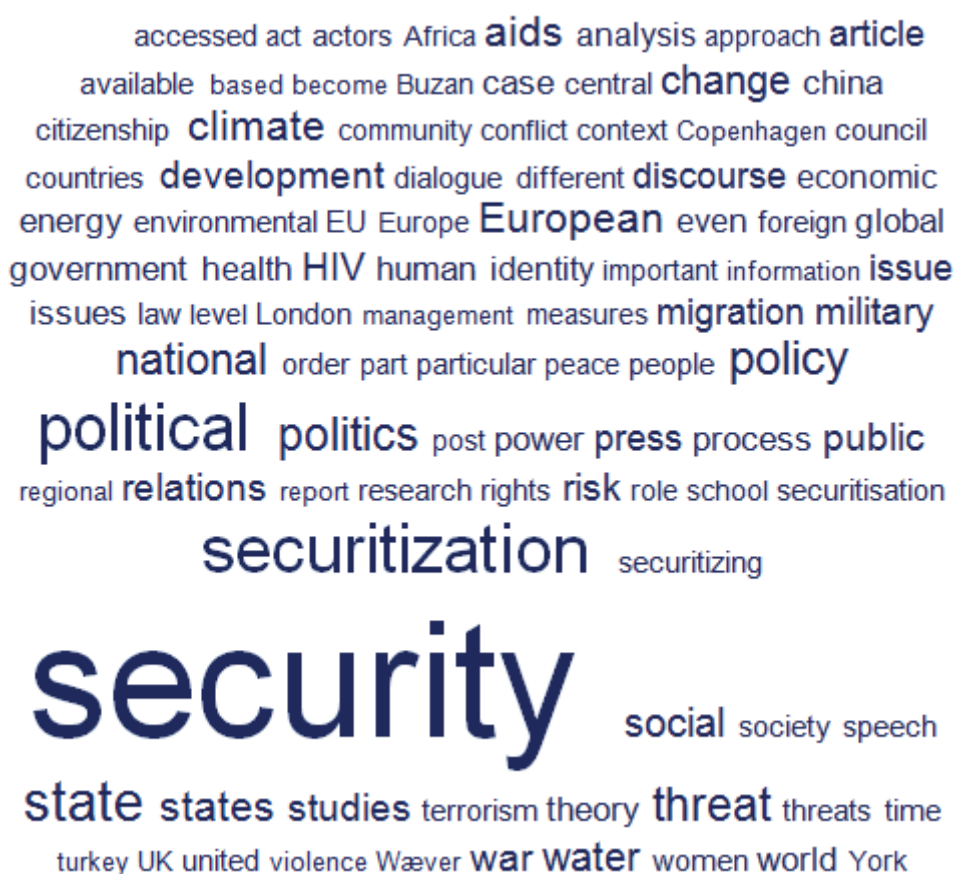 accessed act actors Africa aids analysis approach article
available based become Buzan case central change china
citizenship climate community conflict context Copenhagen council
countries development dialogue different discourse economic
energy environmental EU Europe European even foreign global
government health HIV human identity important information issue
issues law level London management measures migration military
national order part particular peace people policy
political politics post power press process public
regional relations report research rights risk role school securitisation
securitization securitizing
security social society speech
state states studies terrorism theory threat threats time
turkey UK united violence Wæver war water women world York